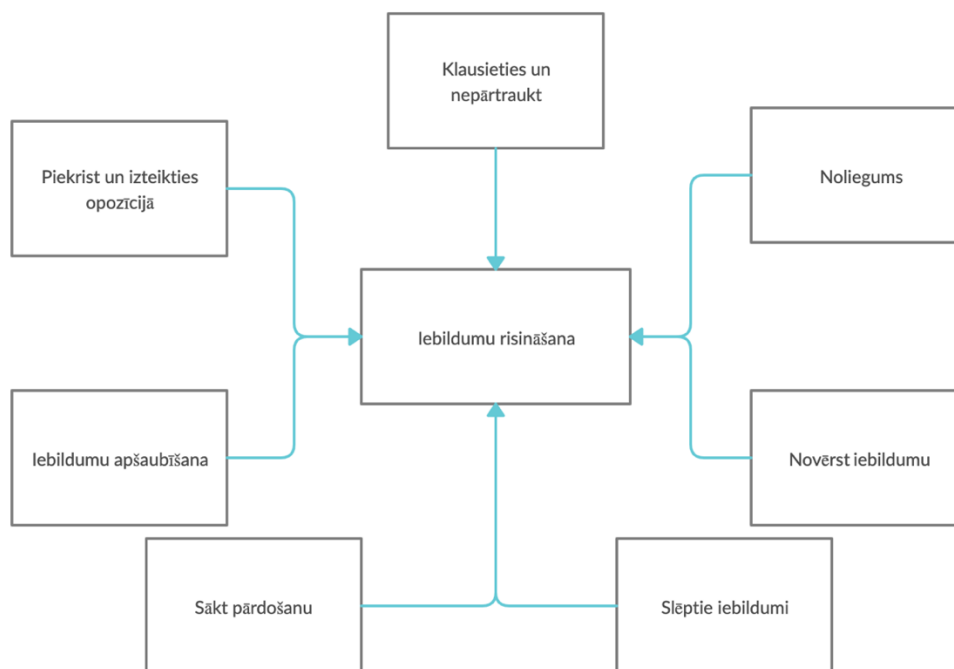 Klausieties un
nepārtraukt
Piekrist un izteikties
opozīcijā
Noliegums
Iebildumu risināšana
Iebildumu apšaubīšana
Novērst iebildumu
Sākt pārdošanu
Slēptie iebildumi